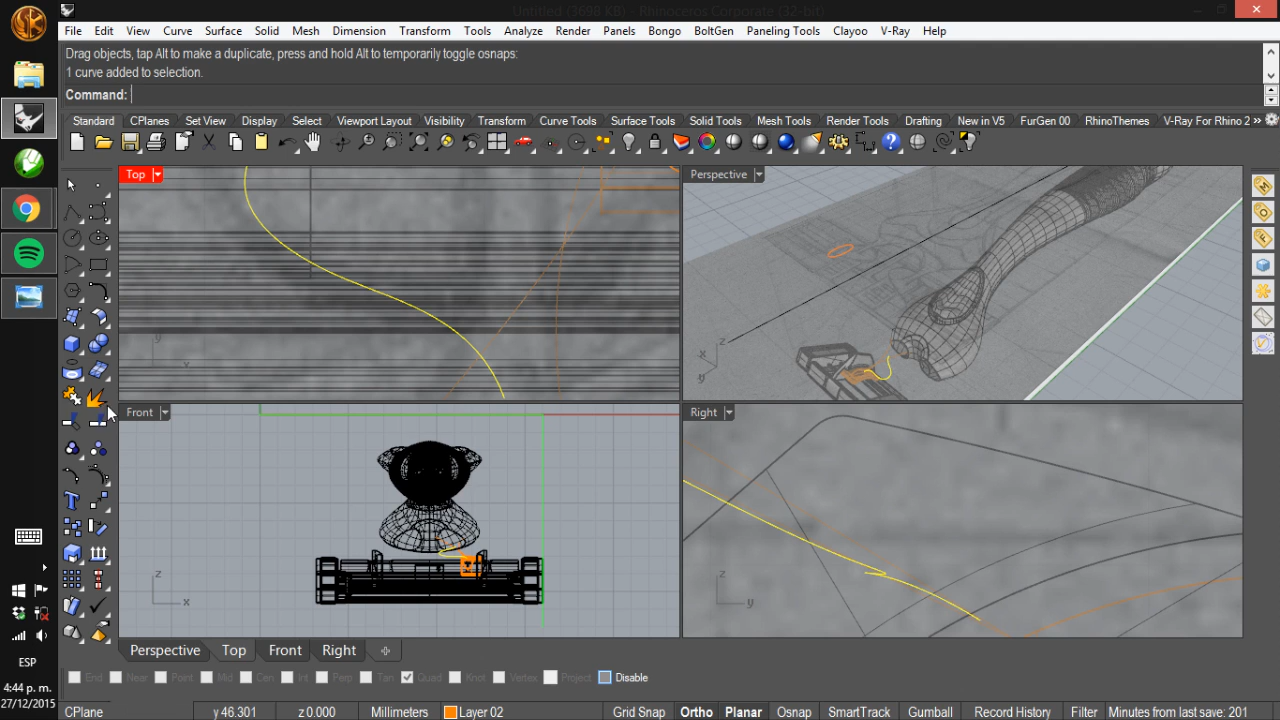 Untitled (3698 KB) - Rhinoceros Corporate (32-bit)
File Edit View Curve Surface Solid Mesh Dimension Transform Tools Analyze Render Panels Bongo BoltGen Paneling Tools Clayoo V-Ray Help
Drag objects, tap Alt to make a duplicate, press and hold Alt to temporarily toggle osnaps:
1 curve added to selection.
Command:
Standard CPlanes Set View Display Select Viewport Layout Visibility Transform Curve Tools Surface Tools Solid Tools Mesh Tools Render Tools Drafting New in V5 FurGen 00 RhinoThemes V-Ray For Rhino 2 »
Top
Perspective
y
z
x
y
Front
Right
z
x
z
y
Perspective Top Front Right
End Near Point Mid Cen Int Perp Tan Quad Knot Vertex Project Disable
CPlane y 46.301 z 0.000 Millimeters Layer 02 Grid Snap Ortho Planar Osnap SmartTrack Gumball Record History Filter Minutes from last save: 201
ESP
4:44 p. m.
27/12/2015